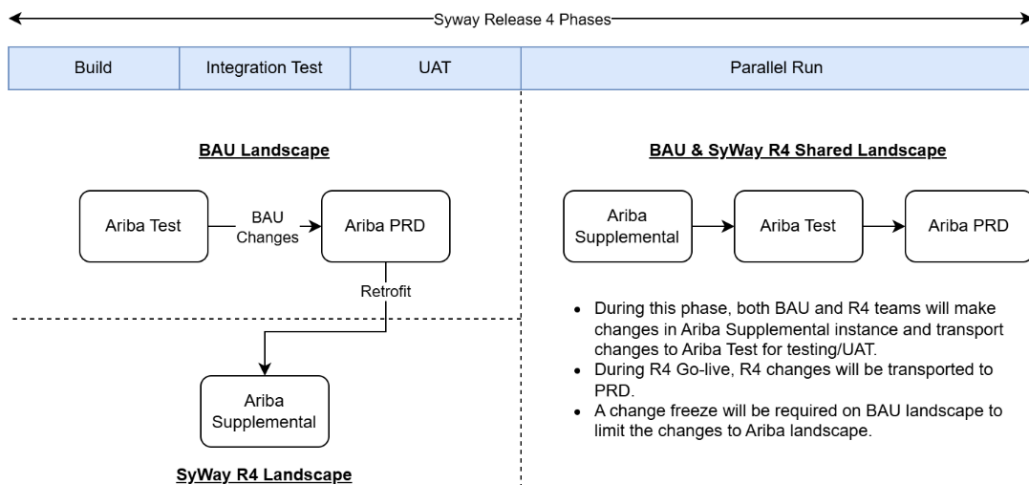 Syway Release 4 Phases
Build
Integration Test
UAT
Parallel Run
BAU Landscape
Ariba Test
BAU
Changes
Ariba PRD
Retrofit
Ariba
Supplemental
SyWay R4 Landscape
BAU & SyWay R4 Shared Landscape
Ariba
Supplemental
Ariba Test
Ariba PRD
• During this phase, both BAU and R4 teams will make
changes in Ariba Supplemental instance and transport
changes to Ariba Test for testing/UAT.
• During R4 Go-live, R4 changes will be transported to
PRD.
• A change freeze will be required on BAU landscape to
limit the changes to Ariba landscape.